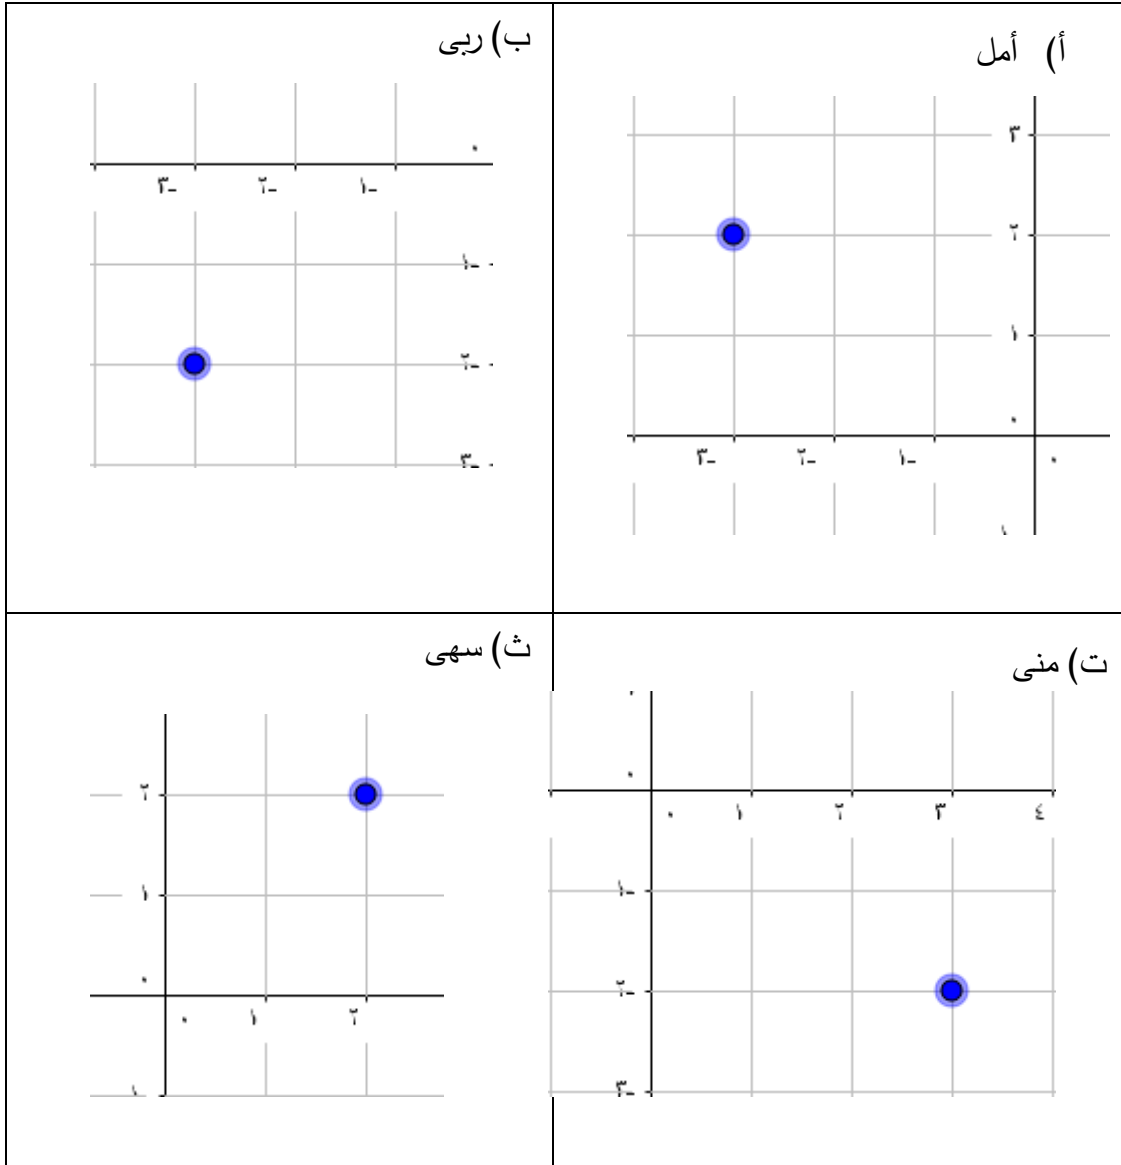 أ) أمل
٣
٢
١
٠
-٣ -٢ -١ ٠
ب) ربى
٠
-٣ -٢ -١
-١
-٢
-٣
ت) منى
٠
٠ ١ ٢ ٣ ٤
-١
-٢
-٣
ث) سهى
٢
١
٠
٠ ١ ٢